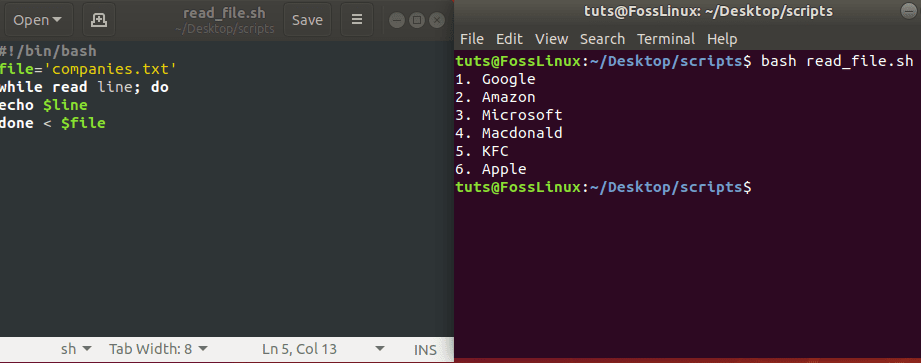 Open
read_file.sh
~/Desktop/scripts
Save
#!/bin/bash
file='companies.txt'
while read line; do
echo $line
done < $file
sh
Tab Width: 8
Ln 5, Col 13
INS
tuts@FossLinux: ~/Desktop/scripts
File Edit View Search Terminal Help
tuts@FossLinux:~/Desktop/scripts$ bash read_file.sh
1. Google
2. Amazon
3. Microsoft
4. Macdonald
5. KFC
6. Apple
tuts@FossLinux:~/Desktop/scripts$